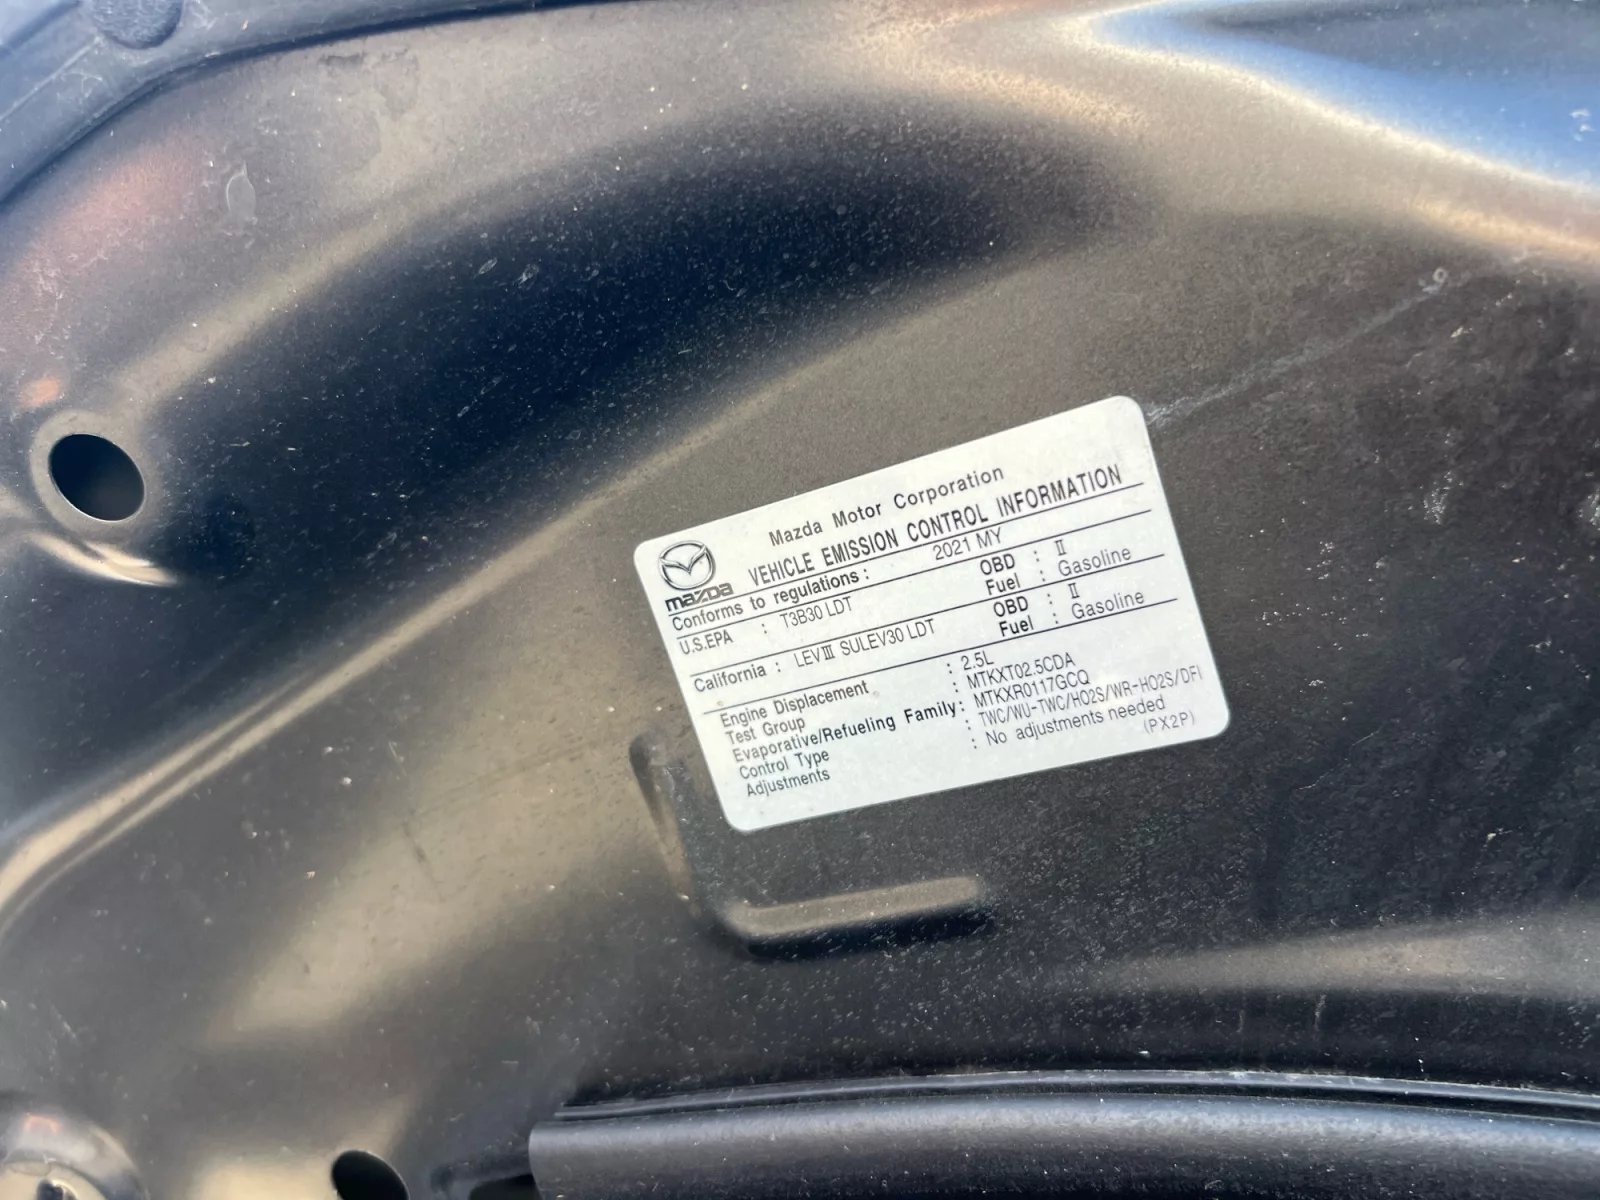 Mazda Motor Corporation
mazda VEHICLE EMISSION CONTROL INFORMATION
Conforms to regulations : 2021 MY
U.S.EPA : T3B30 LDT OBD : Ⅱ
Fuel : Gasoline
California : LEVⅢ SULEV30 LDT OBD : Ⅱ
Fuel : Gasoline
Engine Displacement : 2.5L
Test Group : MTKXT02.5CDA
Evaporative/Refueling Family : MTKXR0117GCQ
Control Type : TWC/WU-TWC/HO2S/WR-HO2S/DFI
Adjustments : No adjustments needed
(PX2P)